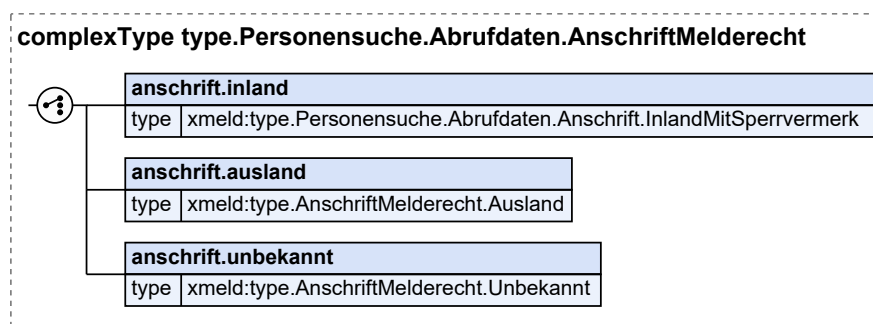 complexType type.Personensuche.Abrufdaten.AnschriftMelderecht
anschrift.inland
type xmeld:type.Personensuche.Abrufdaten.Anschrift.InlandMitSperrvermerk
anschrift.ausland
type xmeld:type.AnschriftMelderecht.Ausland
anschrift.unbekannt
type xmeld:type.AnschriftMelderecht.Unbekannt